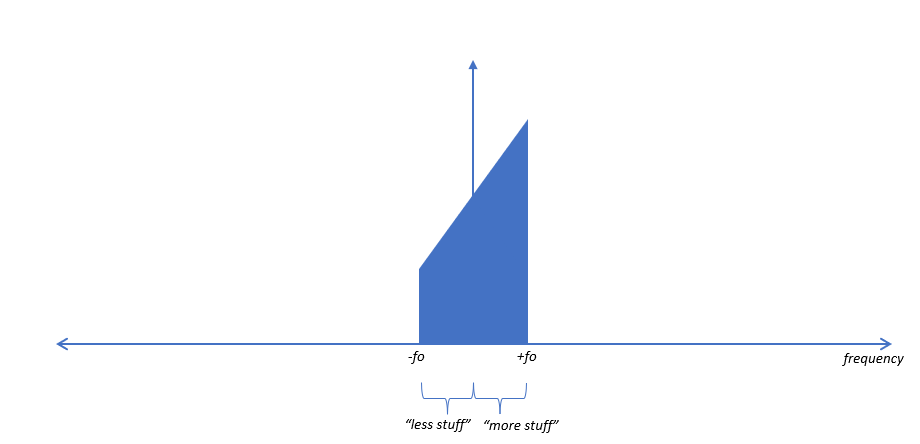 -fo
+fo
frequency
“less stuff”
“more stuff”